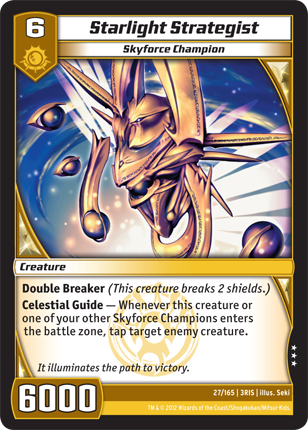 6
Starlight Strategist
Skyforce Champion
Creature
Double Breaker (This creature breaks 2 shields.)
Celestial Guide — Whenever this creature or
one of your other Skyforce Champions enters
the battle zone, tap target enemy creature.
It illuminates the path to victory.
6000
27/165 | 3RIS | illus. Seki
TM & © 2012 Wizards of the Coast/Shogakukan/Mitsui-Kids